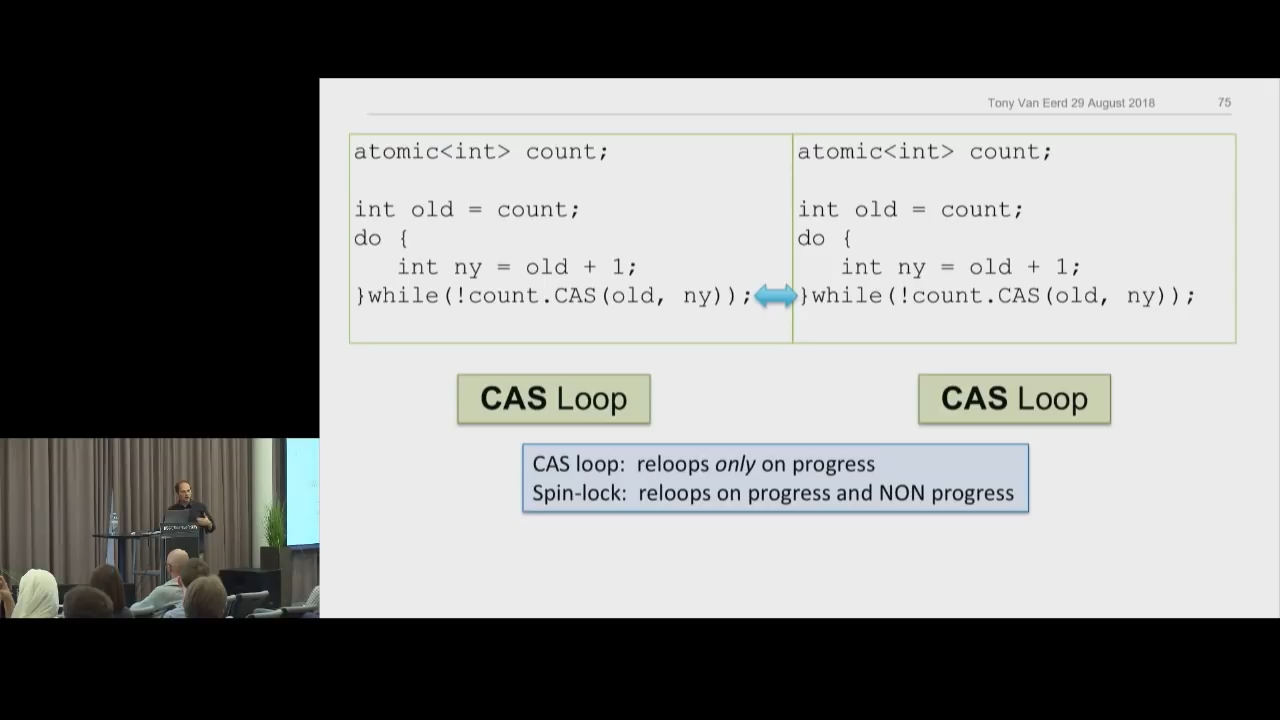 Tony Van Eerd 29 August 2018 75
atomic<int> count;
int old = count;
do {
int ny = old + 1;
}while(!count.CAS(old, ny));
atomic<int> count;
int old = count;
do {
int ny = old + 1;
}while(!count.CAS(old, ny));
CAS Loop
CAS Loop
CAS loop: reloops only on progress
Spin-lock: reloops on progress and NON progress